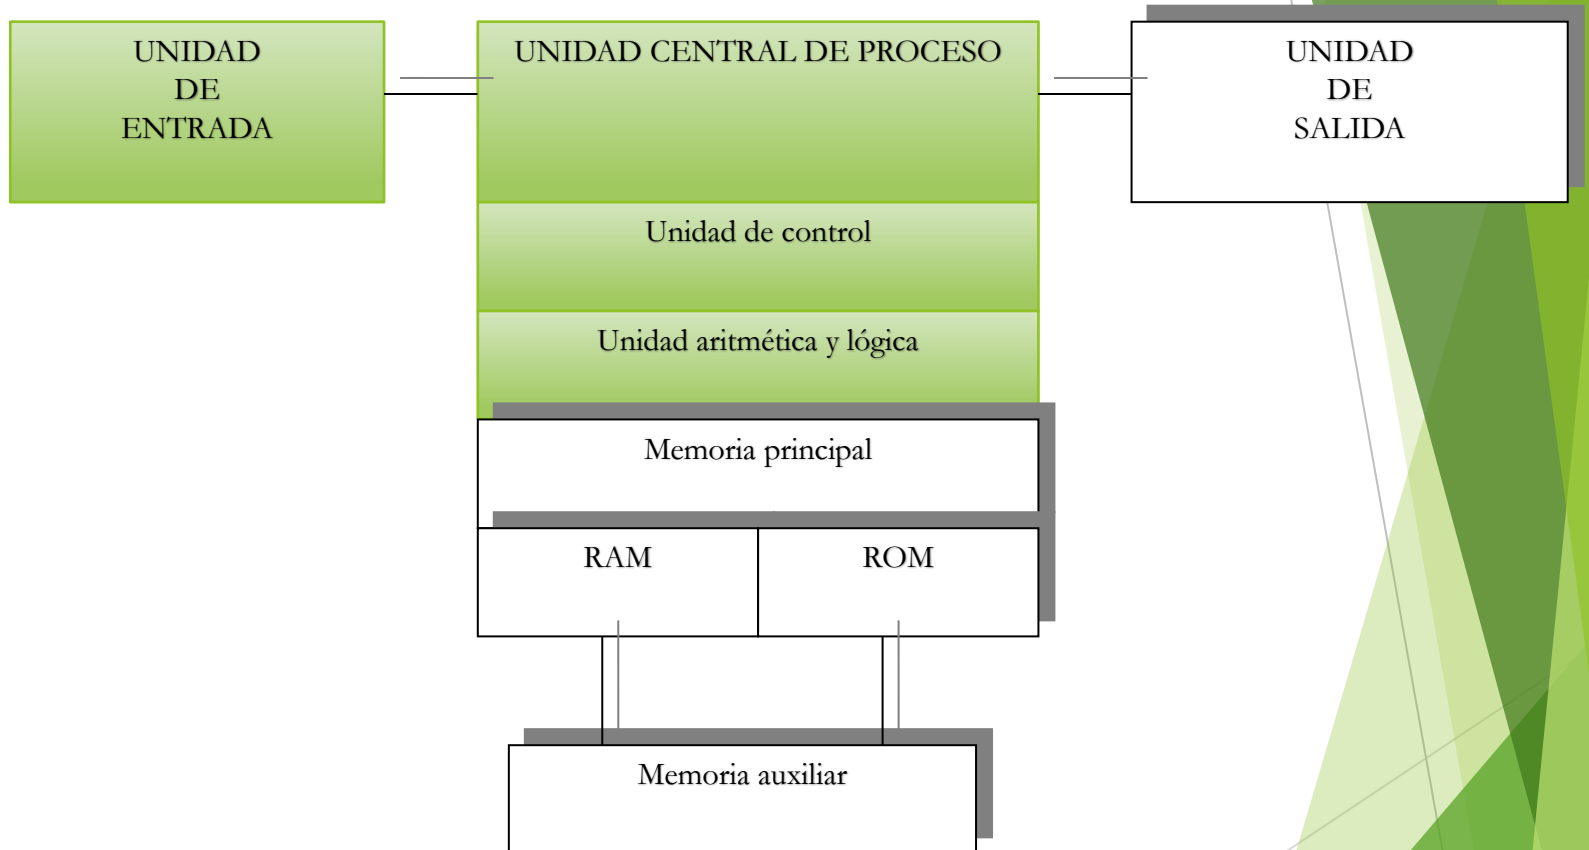 UNIDAD
DE
ENTRADA
UNIDAD CENTRAL DE PROCESO
UNIDAD
DE
SALIDA
Unidad de control
Unidad aritmética y lógica
Memoria principal
RAM
ROM
Memoria auxiliar